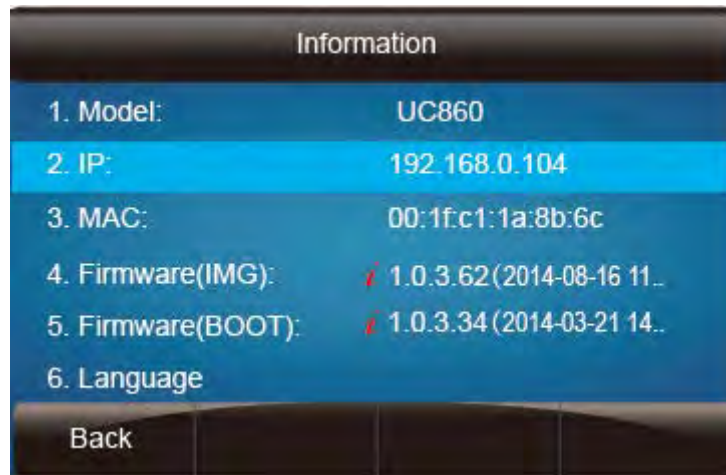 Information
1. Model: UC860
2. IP: 192.168.0.104
3. MAC: 00:1f:c1:1a:8b:6c
4. Firmware(IMG): i 1.0.3.62(2014-08-16 11..
5. Firmware(BOOT): i 1.0.3.34(2014-03-21 14..
6. Language
Back